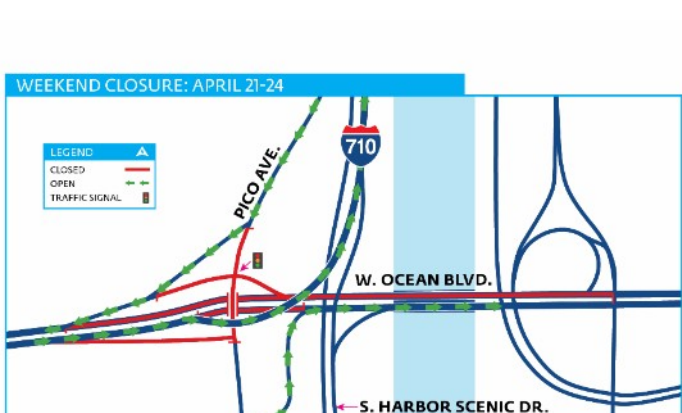 WEEKEND CLOSURE: APRIL 21-24
LEGEND
CLOSED
OPEN
TRAFFIC SIGNAL
PICO AVE.
710
W. OCEAN BLVD.
S. HARBOR SCENIC DR.